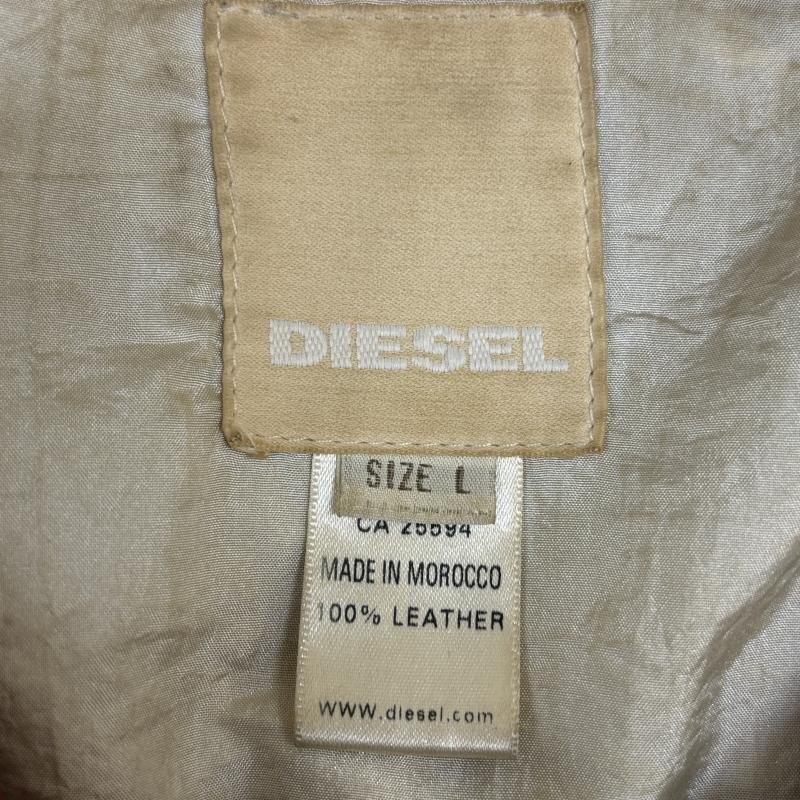 DIESEL
SIZE L
CA 25594
MADE IN MOROCCO
100% LEATHER
www.diesel.com